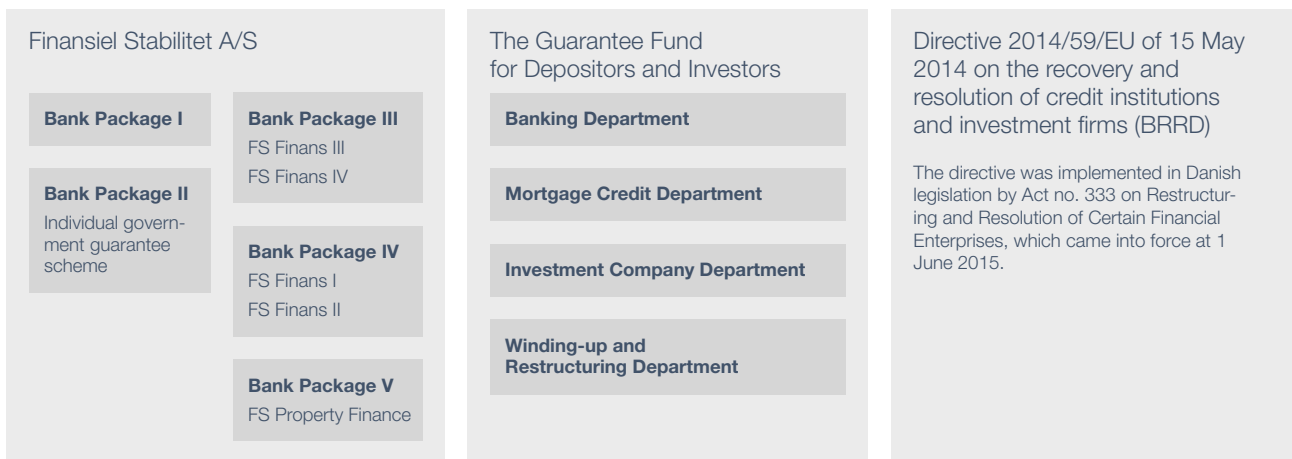 Finansiel Stabilitet A/S
Bank Package I
Bank Package II
Individual govern-
ment guarantee
scheme
Bank Package III
FS Finans III
FS Finans IV
Bank Package IV
FS Finans I
FS Finans II
Bank Package V
FS Property Finance
The Guarantee Fund
for Depositors and Investors
Banking Department
Mortgage Credit Department
Investment Company Department
Winding-up and
Restructuring Department
Directive 2014/59/EU of 15 May
2014 on the recovery and
resolution of credit institutions
and investment firms (BRRD)
The directive was implemented in Danish
legislation by Act no. 333 on Restructur-
ing and Resolution of Certain Financial
Enterprises, which came into force at 1
June 2015.